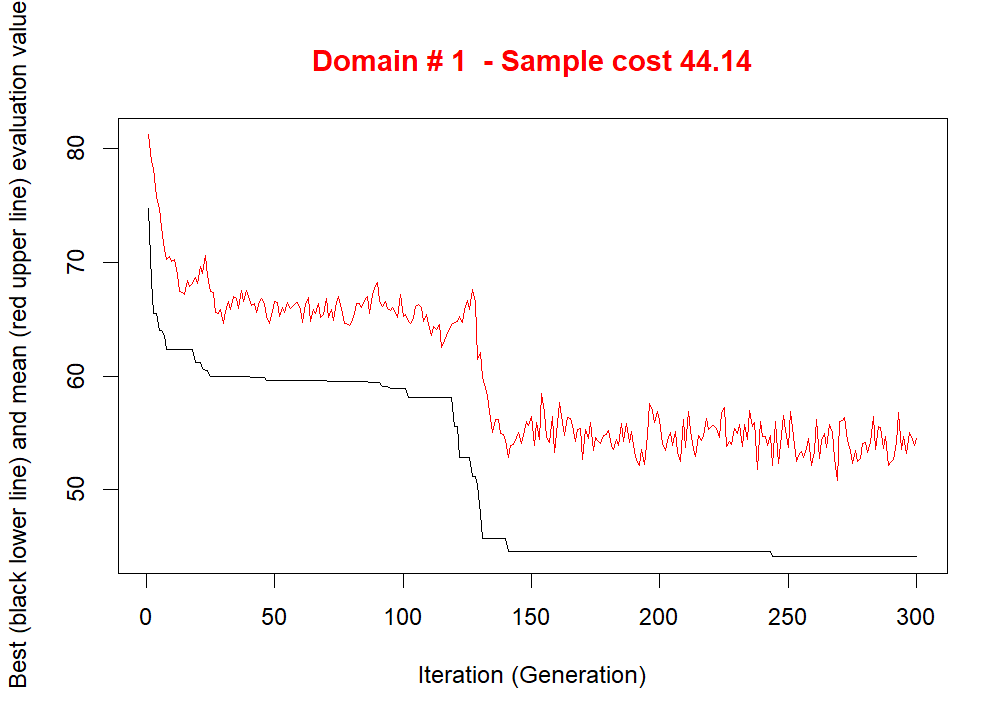 Domain # 1 - Sample cost 44.14
Best (black lower line) and mean (red upper line) evaluation value
80
70
60
50
0 50 100 150 200 250 300
Iteration (Generation)